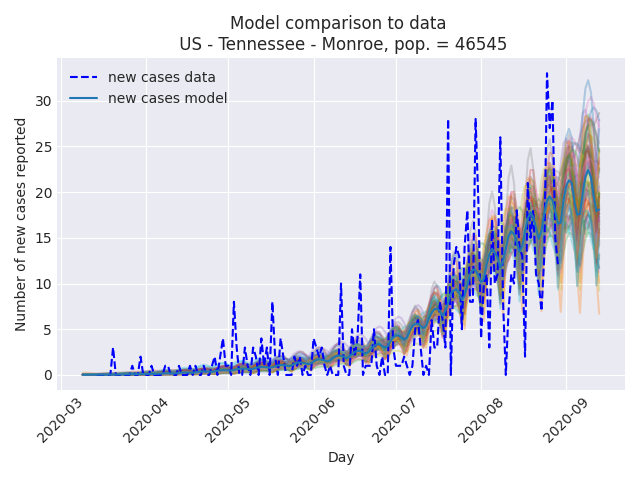 Model comparison to data
US - Tennessee - Monroe, pop. = 46545
new cases data
new cases model
Number of new cases reported
30
25
20
15
10
5
0
2020-03
2020-04
2020-05
2020-06
2020-07
2020-08
2020-09
Day